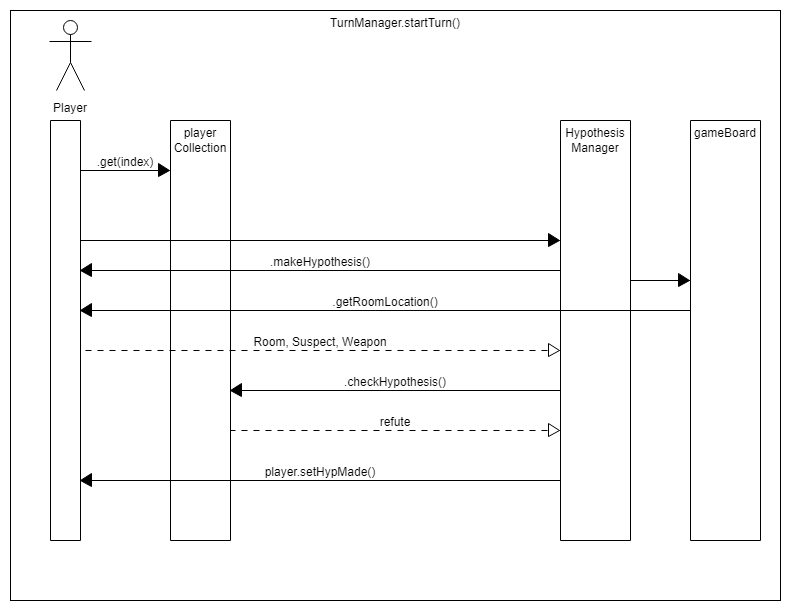 TurnManager.startTurn()
Player
player
Collection
Hypothesis
Manager
gameBoard
.get(index)
.makeHypothesis()
.getRoomLocation()
Room, Suspect, Weapon
.checkHypothesis()
refute
player.setHypMade()